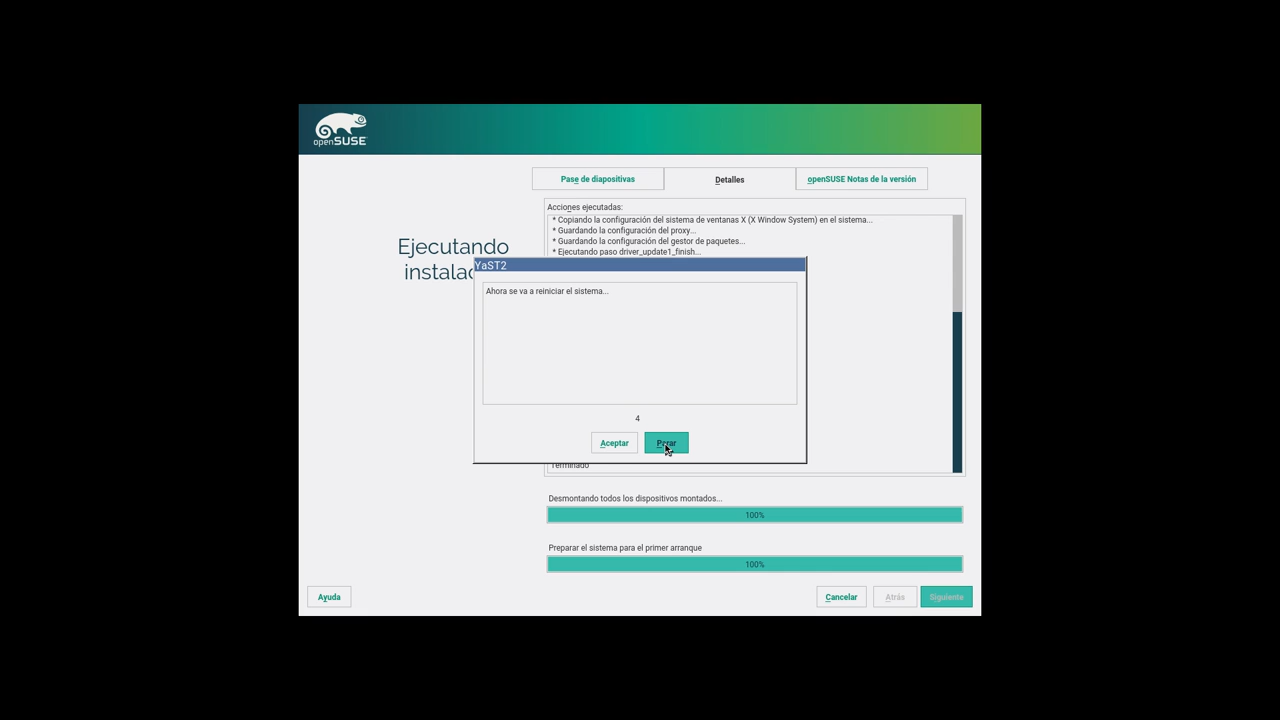 openSUSE
Pase de diapositivas
Detalles
openSUSE Notas de la versión
Acciones ejecutadas:
* Copiando la configuración del sistema de ventanas X (X Window System) en el sistema...
* Guardando la configuración del proxy...
* Guardando la configuración del gestor de paquetes...
* Ejecutando paso driver_update1_finish...
Ejecutando
instalac
YaST2
Ahora se va a reiniciar el sistema...
4
Aceptar
Parar
Terminado
Desmontando todos los dispositivos montados...
100%
Preparar el sistema para el primer arranque
100%
Ayuda
Cancelar
Atrás
Siguiente